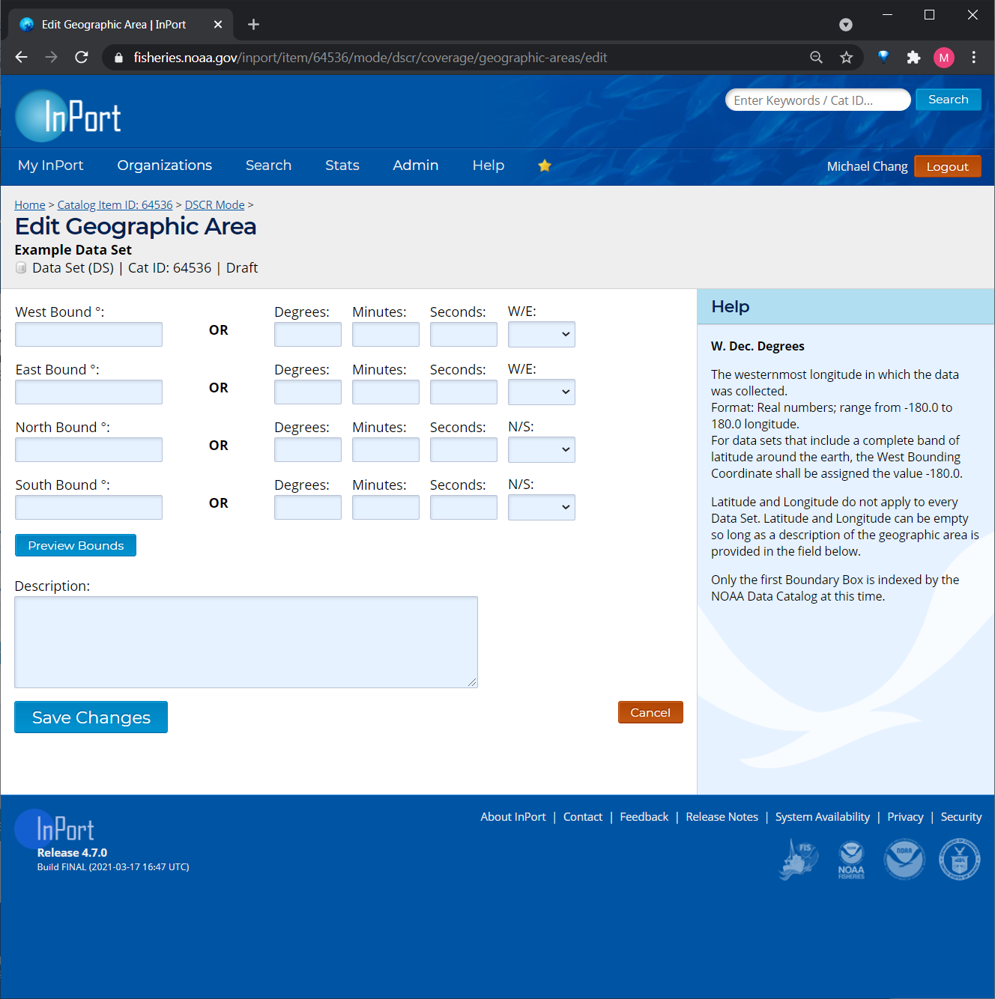 Edit Geographic Area | InPort
fisheries.noaa.gov/inport/item/64536/mode/dscr/coverage/geographic-areas/edit
M
InPort
Enter Keywords / Cat ID...
Search
My InPort
Organizations
Search
Stats
Admin
Help
Michael Chang
Logout
Home > Catalog Item ID: 64536 > DSCR Mode >
Edit Geographic Area
Example Data Set
Data Set (DS) | Cat ID: 64536 | Draft
West Bound °:
OR
Degrees:
Minutes:
Seconds:
W/E:
East Bound °:
OR
Degrees:
Minutes:
Seconds:
W/E:
North Bound °:
OR
Degrees:
Minutes:
Seconds:
N/S:
South Bound °:
OR
Degrees:
Minutes:
Seconds:
N/S:
Preview Bounds
Description:
Save Changes
Cancel
Help
W. Dec. Degrees
The westernmost longitude in which the data
was collected.
Format: Real numbers; range from -180.0 to
180.0 longitude.
For data sets that include a complete band of
latitude around the earth, the West Bounding
Coordinate shall be assigned the value -180.0.
Latitude and Longitude do not apply to every
Data Set. Latitude and Longitude can be empty
so long as a description of the geographic area is
provided in the field below.
Only the first Boundary Box is indexed by the
NOAA Data Catalog at this time.
InPort
Release 4.7.0
Build FINAL (2021-03-17 16:47 UTC)
About InPort | Contact | Feedback | Release Notes | System Availability | Privacy | Security
FIS
NOAA
FISHERIES
NOAA